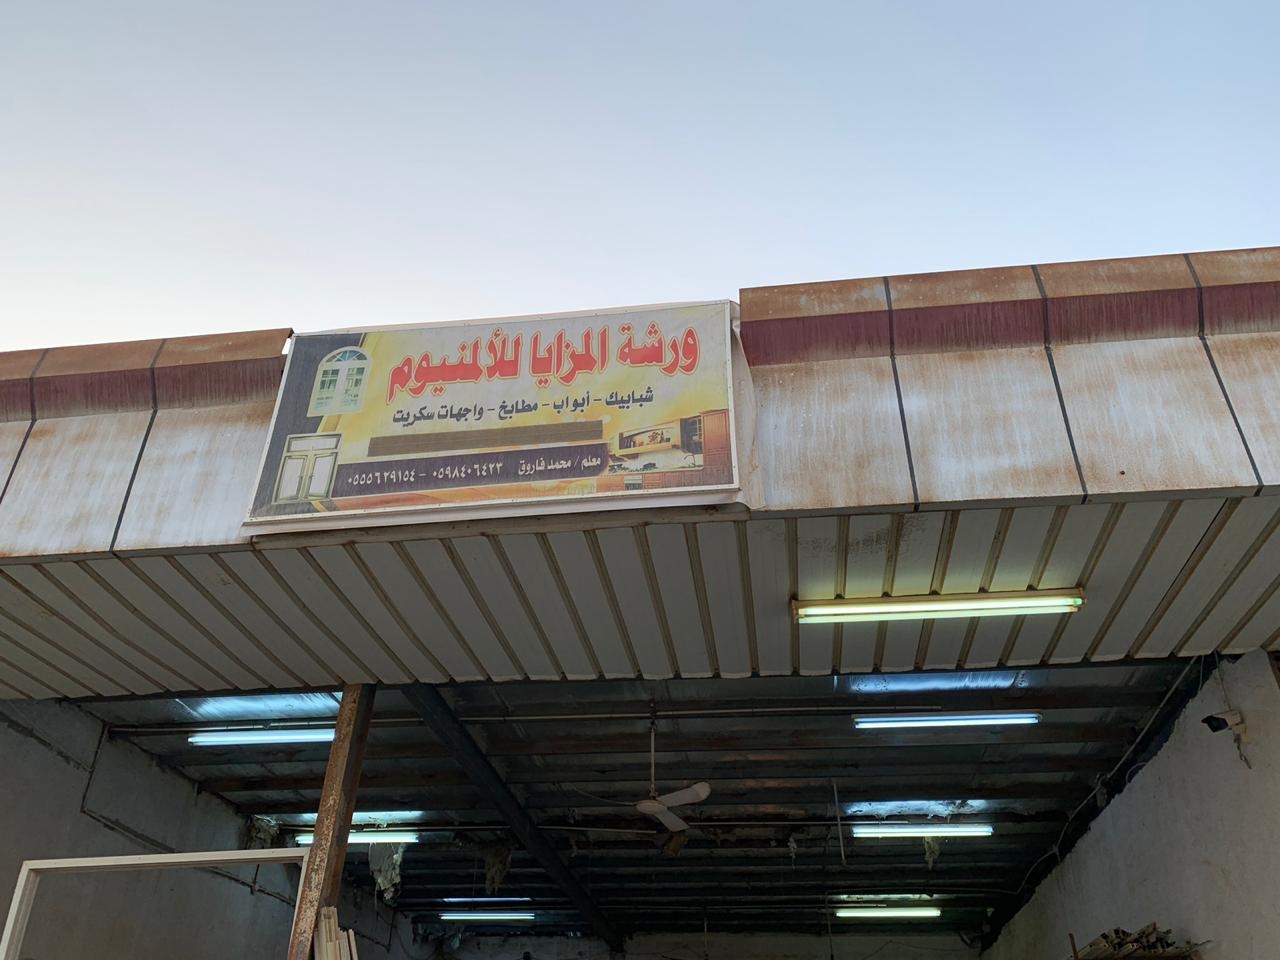 ورشة المزايا للألمنيوم
شبابيك - أبواب - مطابخ - واجهات سكريت
معلم / محمد فاروق ٠٥٩٨٤٠٦٤٢٣ - ٠٥٥٥٦٢٩١٥٤